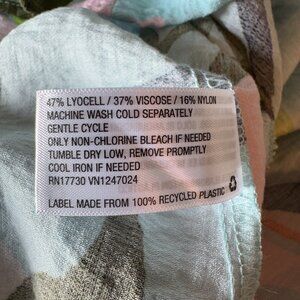 47% LYOCELL / 37% VISCOSE / 16% NYLON
MACHINE WASH COLD SEPARATELY
GENTLE CYCLE
ONLY NON-CHLORINE BLEACH IF NEEDED
TUMBLE DRY LOW, REMOVE PROMPTLY
COOL IRON IF NEEDED
RN17730 VN1247024
LABEL MADE FROM 100% RECYCLED PLASTIC